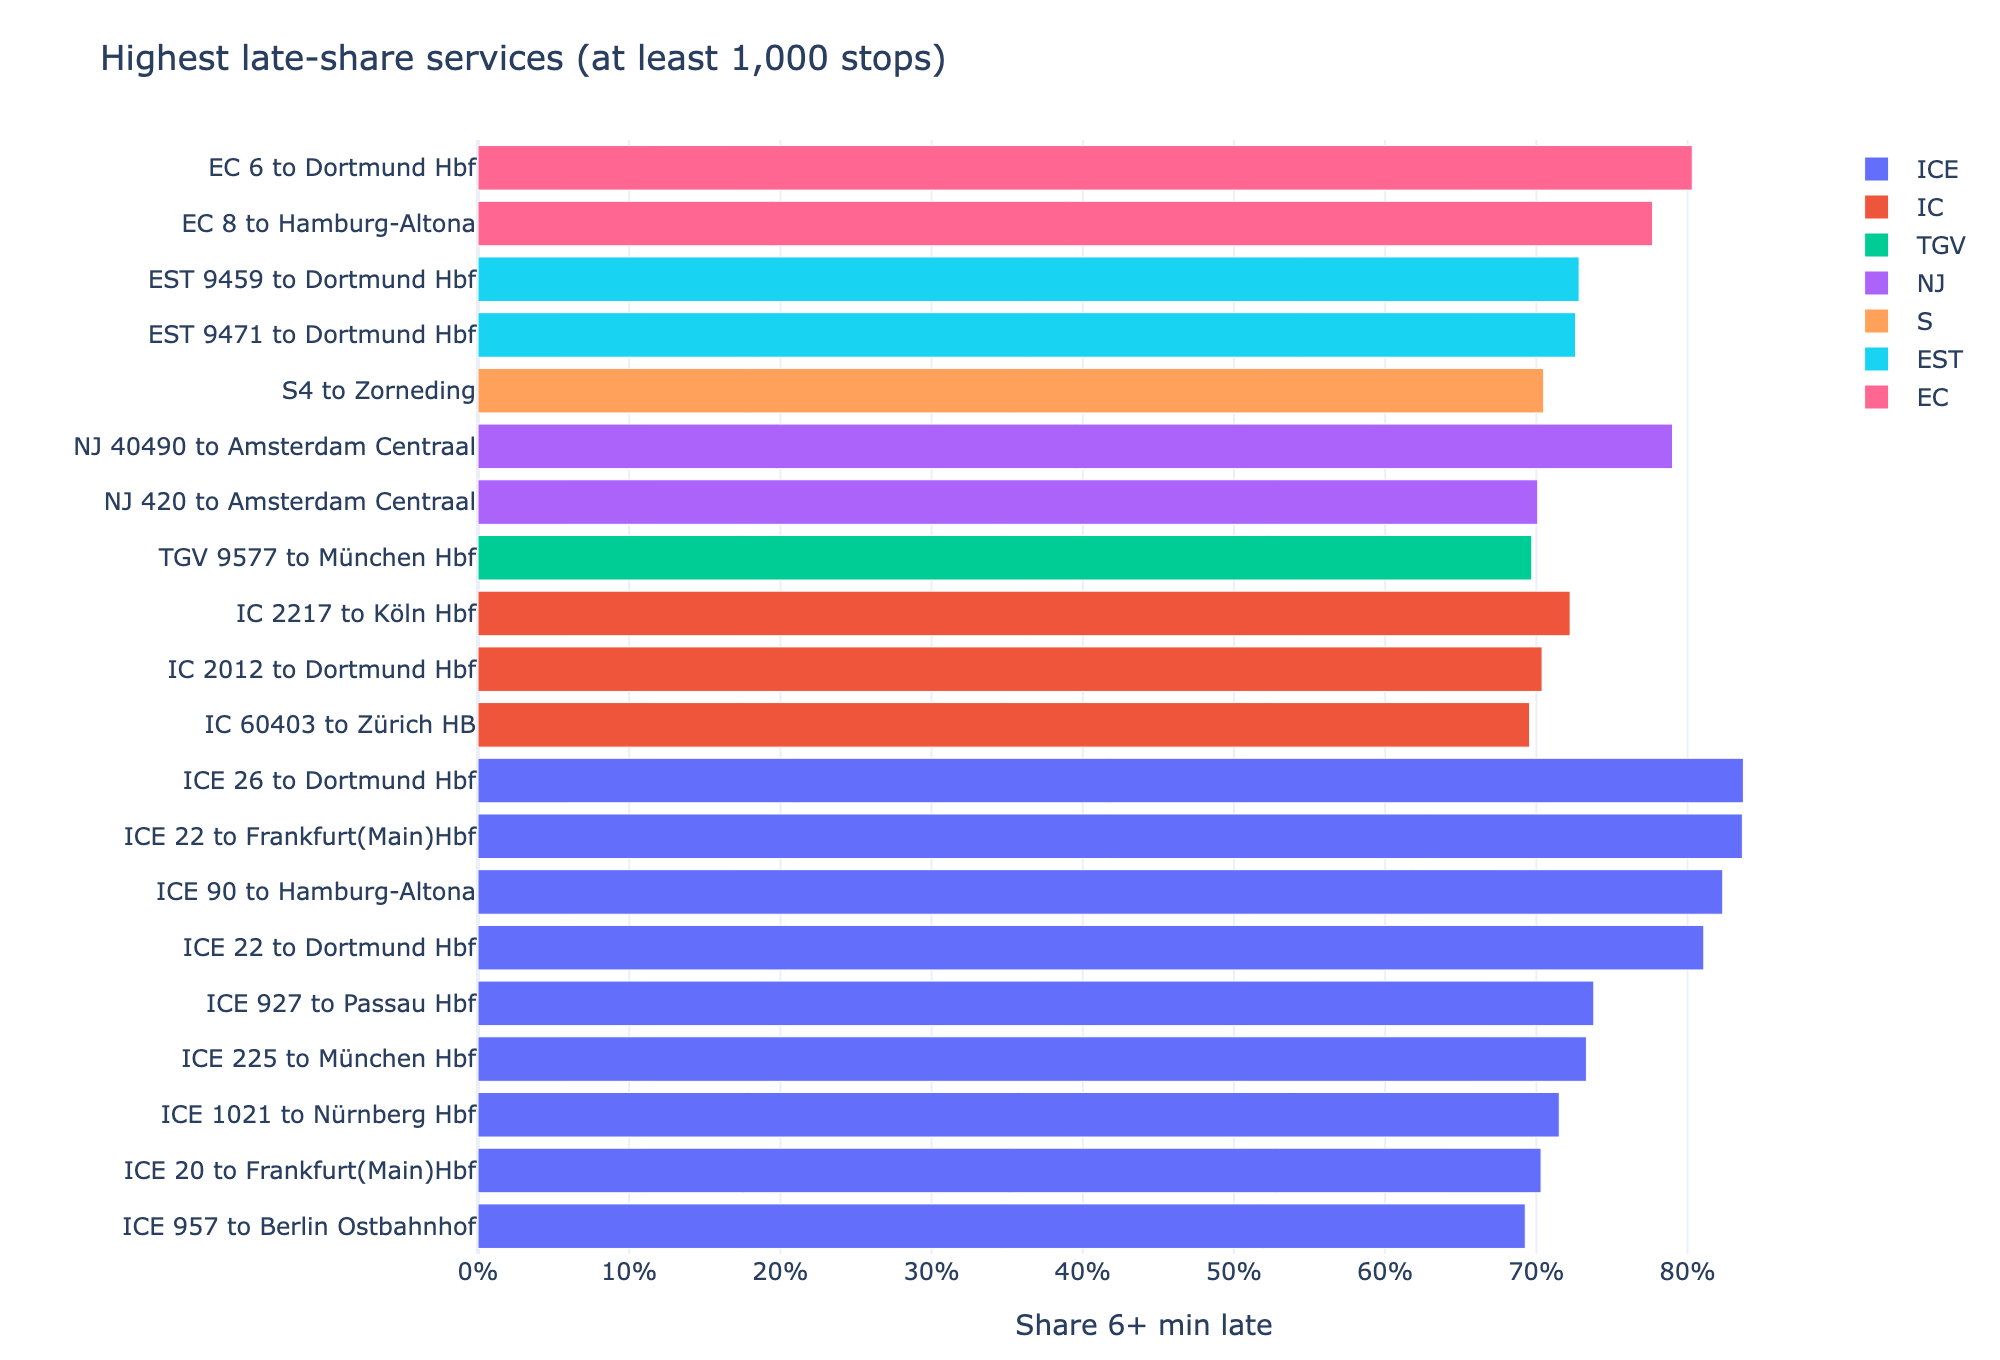 Highest late-share services (at least 1,000 stops)
EC 6 to Dortmund Hbf
EC 8 to Hamburg-Altona
EST 9459 to Dortmund Hbf
EST 9471 to Dortmund Hbf
S4 to Zorneding
NJ 40490 to Amsterdam Centraal
NJ 420 to Amsterdam Centraal
TGV 9577 to München Hbf
IC 2217 to Köln Hbf
IC 2012 to Dortmund Hbf
IC 60403 to Zürich HB
ICE 26 to Dortmund Hbf
ICE 22 to Frankfurt(Main)Hbf
ICE 90 to Hamburg-Altona
ICE 22 to Dortmund Hbf
ICE 927 to Passau Hbf
ICE 225 to München Hbf
ICE 1021 to Nürnberg Hbf
ICE 20 to Frankfurt(Main)Hbf
ICE 957 to Berlin Ostbahnhof
0% 10% 20% 30% 40% 50% 60% 70% 80%
Share 6+ min late
ICE
IC
TGV
NJ
S
EST
EC